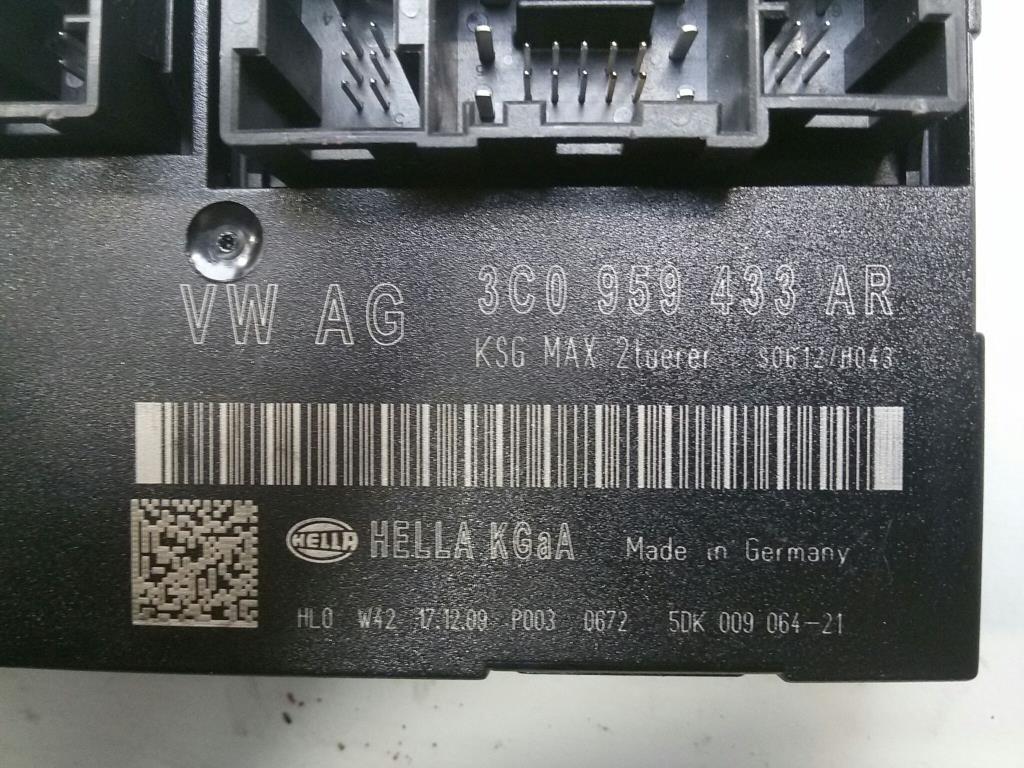 VW AG 3C0 959 433 AR
KSG MAX 2tuerer S0612/H043
HELLA HELLA KGaA Made in Germany
HLO W42 17.12.09 P003 0672 5DK 009 064-21